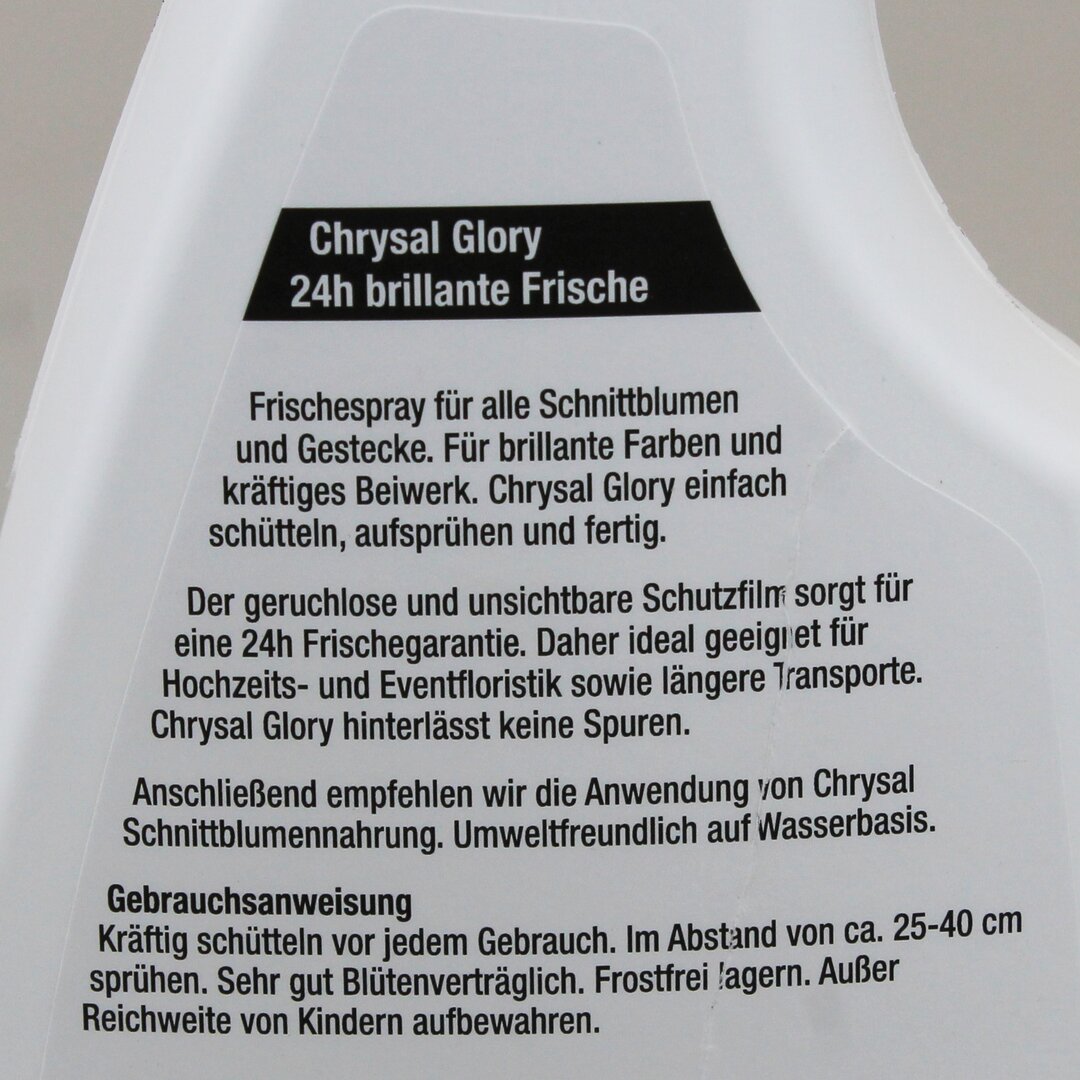 Chrysal Glory
24h brillante Frische
Frischespray für alle Schnittblumen
und Gestecke. Für brillante Farben und
kräftiges Beiwerk. Chrysal Glory einfach
schütteln, aufsprühen und fertig.
Der geruchlose und unsichtbare Schutzfilm sorgt für
eine 24h Frischegarantie. Daher ideal geeignet für
Hochzeits- und Eventfloristik sowie längere Transporte.
Chrysal Glory hinterlässt keine Spuren.
Anschließend empfehlen wir die Anwendung von Chrysal
Schnittblumennahrung. Umweltfreundlich auf Wasserbasis.
Gebrauchsanweisung
Kräftig schütteln vor jedem Gebrauch. Im Abstand von ca. 25-40 cm
sprühen. Sehr gut Blütenverträglich. Frostfrei lagern. Außer
Reichweite von Kindern aufbewahren.